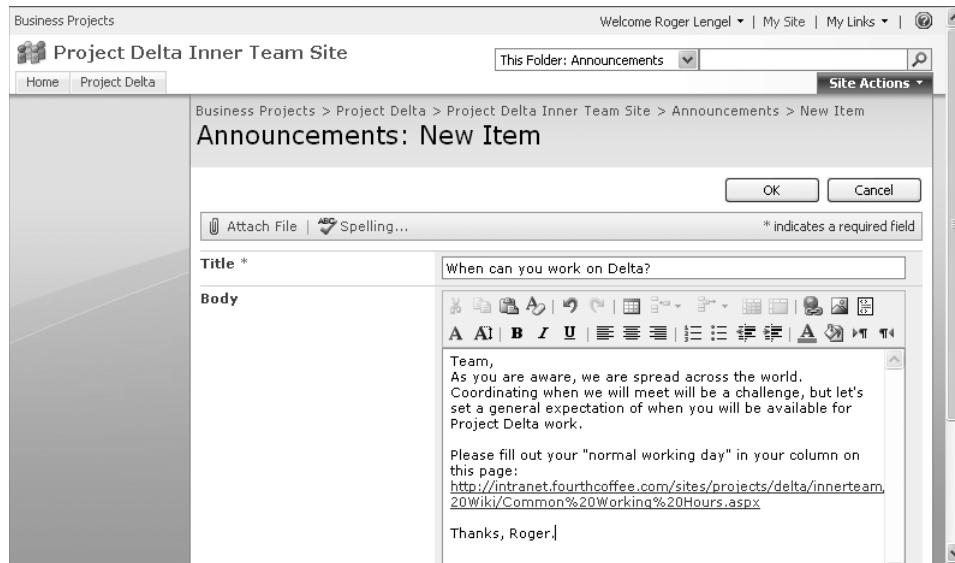 Business Projects
Welcome Roger Lengel | My Site | My Links |
Project Delta Inner Team Site
This Folder: Announcements
Home Project Delta
Site Actions
Business Projects > Project Delta > Project Delta Inner Team Site > Announcements > New Item
Announcements: New Item
OK Cancel
Attach File | ABC Spelling...
* indicates a required field
Title *
When can you work on Delta?
Body
A A B I U A
Team,
As you are aware, we are spread across the world.
Coordinating when we will meet will be a challenge, but let's
set a general expectation of when you will be available for
Project Delta work.
Please fill out your "normal working day" in your column on
this page:
http://intranet.fourthcoffee.com/sites/projects/delta/innerteam/
20Wiki/Common%20Working%20Hours.aspx
Thanks, Roger.